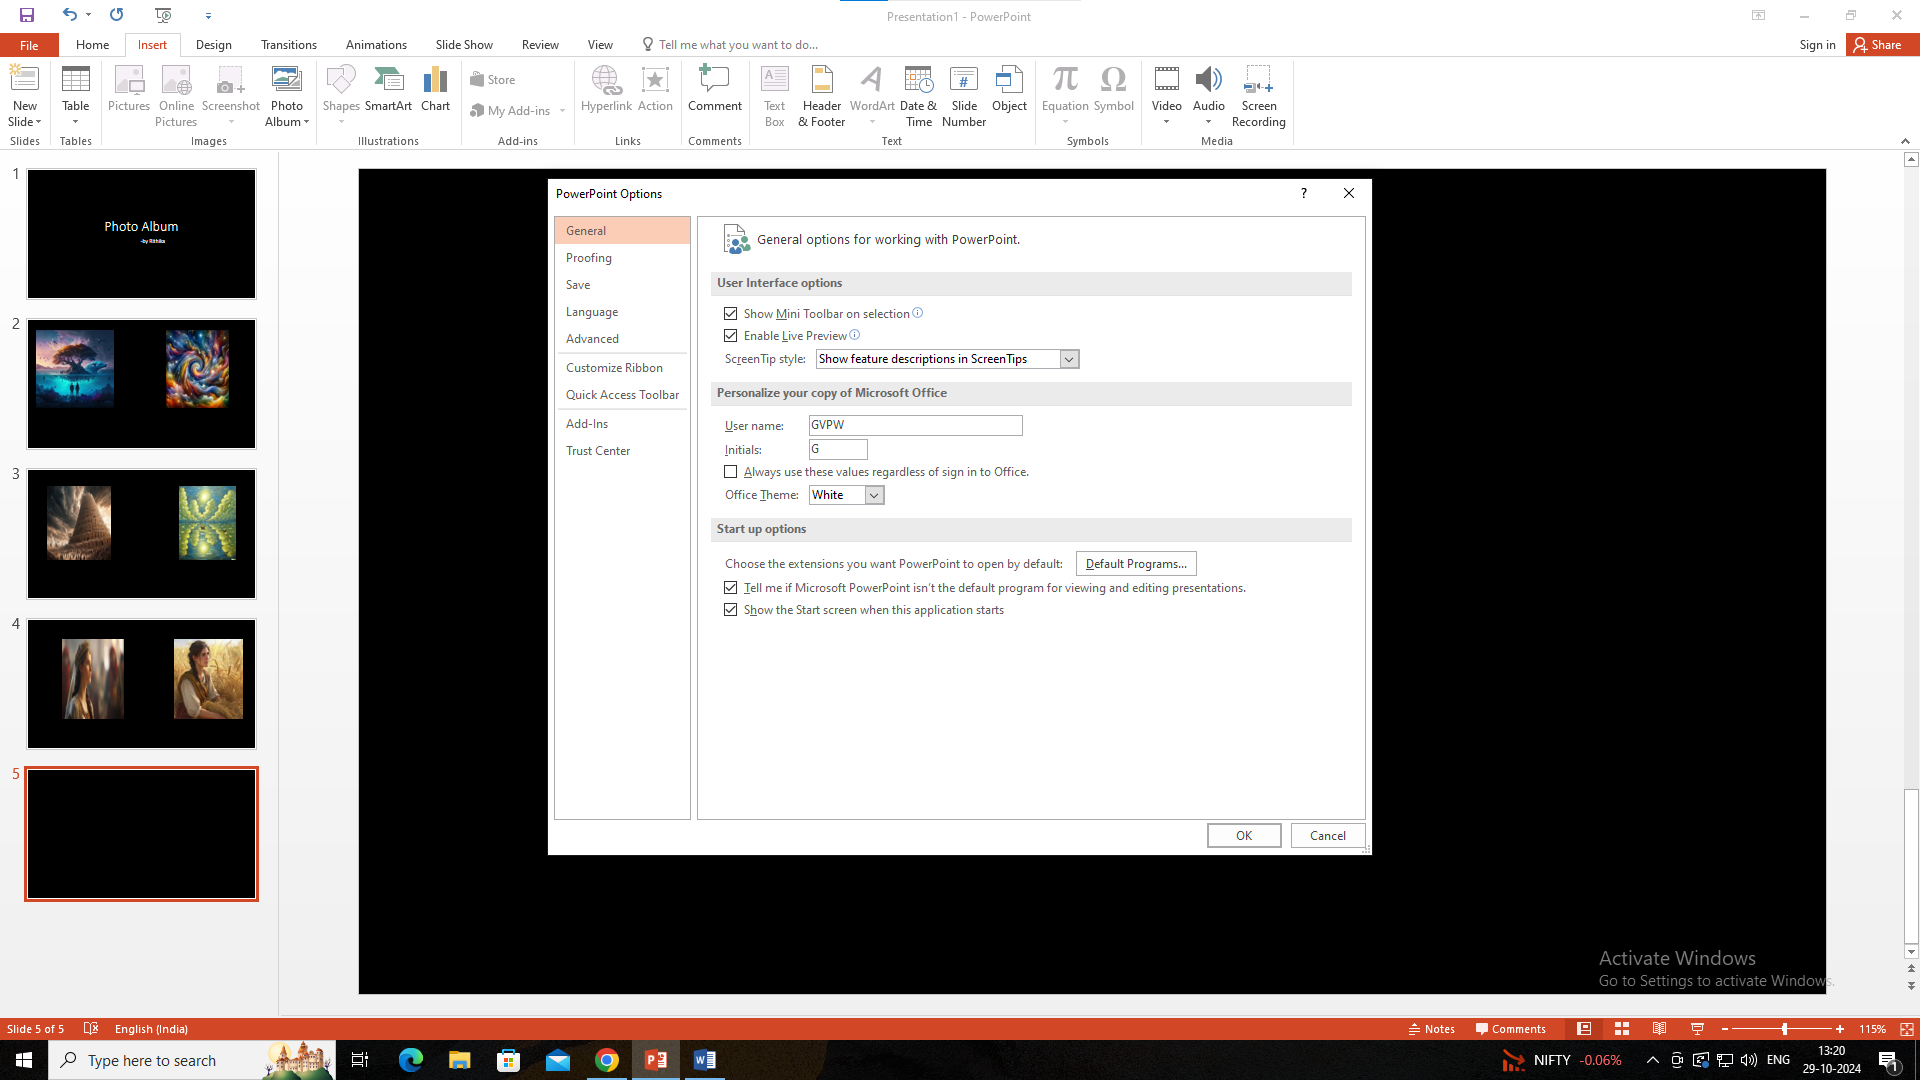 Presentation1 - PowerPoint
File Home Insert Design Transitions Animations Slide Show Review View Tell me what you want to do... Sign in Share
New Slide
Table
Pictures
Online Pictures
Screenshot
Photo Album
Shapes
SmartArt
Chart
Store
My Add-ins
Hyperlink
Action
Comment
Text Box
Header & Footer
WordArt
Date & Time
Slide Number
Object
Equation
Symbol
Video
Audio
Screen Recording
Slides Tables Images Illustrations Add-ins Links Comments Text Symbols Media
1
Photo Album
-by Rithika
2
3
4
5
PowerPoint Options
?
General
Proofing
Save
Language
Advanced
Customize Ribbon
Quick Access Toolbar
Add-Ins
Trust Center
General options for working with PowerPoint.
User Interface options
Show Mini Toolbar on selection
Enable Live Preview
ScreenTip style: Show feature descriptions in ScreenTips
Personalize your copy of Microsoft Office
User name: GVPW
Initials: G
Always use these values regardless of sign in to Office.
Office Theme: White
Start up options
Choose the extensions you want PowerPoint to open by default: Default Programs...
Tell me if Microsoft PowerPoint isn't the default program for viewing and editing presentations.
Show the Start screen when this application starts
OK Cancel
Activate Windows
Go to Settings to activate Windows.
Slide 5 of 5 English (India) Notes Comments 115%
Type here to search
NIFTY -0.06%
ENG
13:20
29-10-2024
1